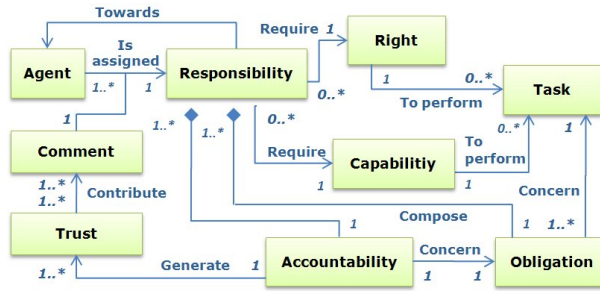 Towards
Is
assigned
Require 1
Right
Agent
Responsibility
1..*
1
0..*
1
0..*
To perform
Task
1
1..*
1..*
0..*
0..*
1
Comment
Require
Capabilitiy
To
perform
1
1
1..*
Contribute
1..*
Concern
Compose
Trust
1
1
1..*
Accountability
Concern
Obligation
1..*
Generate
1
1
1